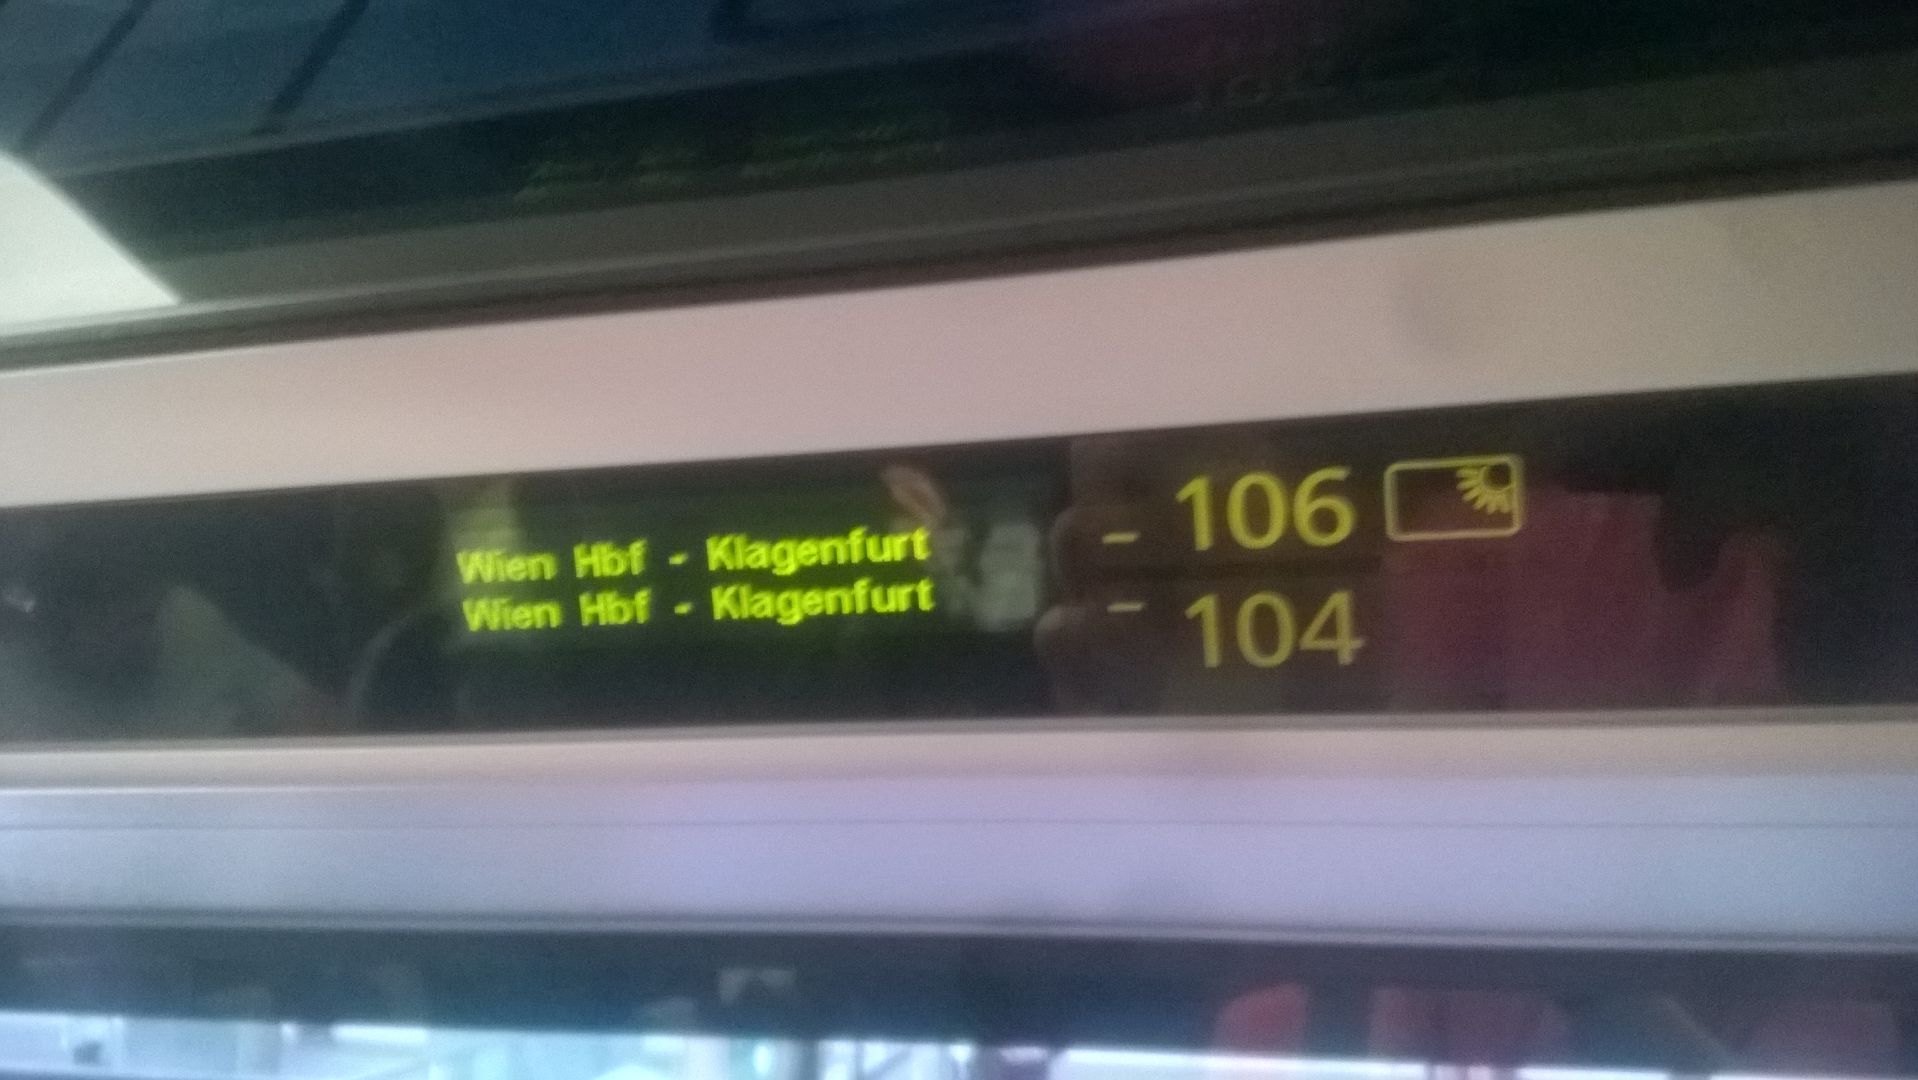 Wien Hbf - Klagenfurt - 106
Wien Hbf - Klagenfurt - 104